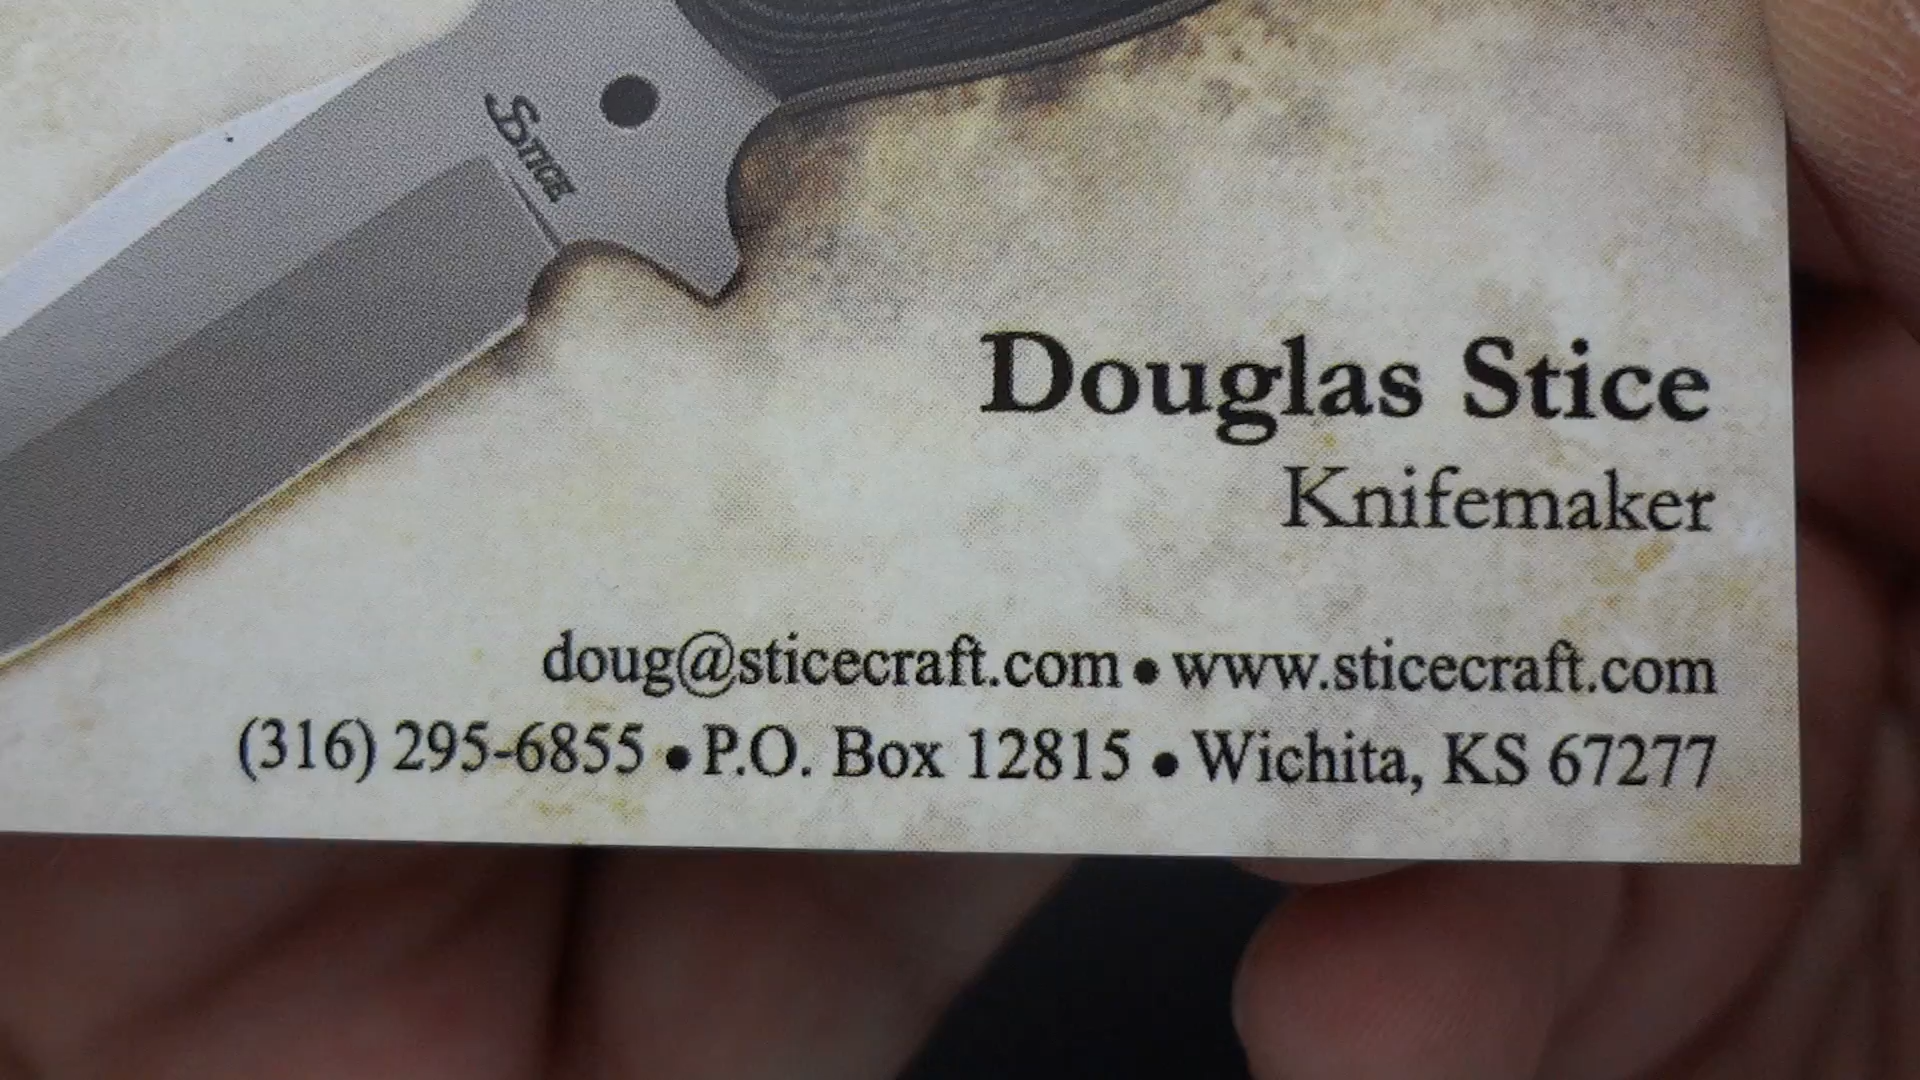 Stice
Douglas Stice
Knifemaker
doug@sticecraft.com • www.sticecraft.com
(316) 295-6855 • P.O. Box 12815 • Wichita, KS 67277